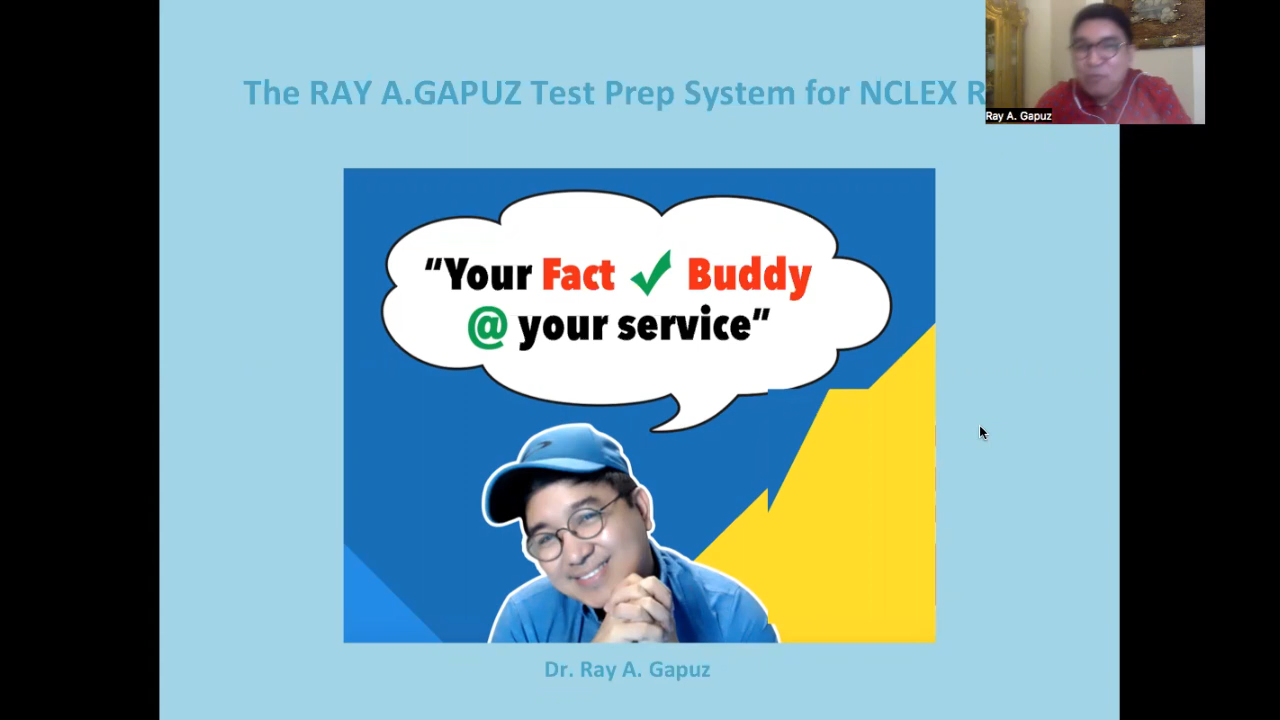 The RAY A.GAPUZ Test Prep System for NCLEX R
Ray A. Gapuz
“Your Fact ✓ Buddy
@ your service”
Dr. Ray A. Gapuz